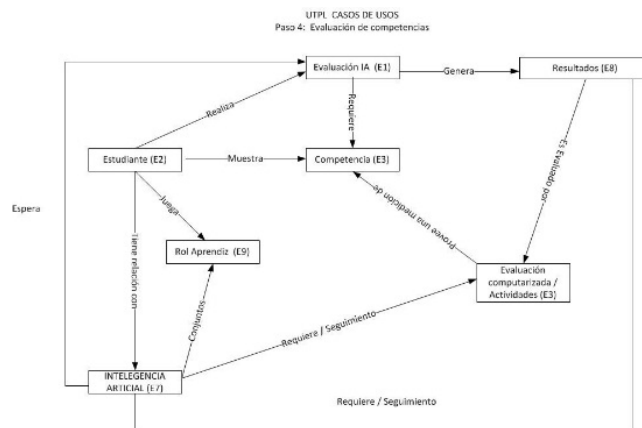 UTPL CASOS DE USOS
Paso 4: Evaluación de competencias
Evaluación IA (E1)
Genera
Resultados (E8)
Realiza
Requiere
Estudiante (E2)
Muestra
Competencia (E3)
Es Evaluado por
Espera
Juega
Provee una medicion de
Tiene relación con
Rol Aprendiz (E9)
Evaluación
computarizada /
Actividades (E3)
Conjuntos
Requiere / Seguimiento
INTELEGENCIA
ARTICIAL (E7)
Requiere / Seguimiento